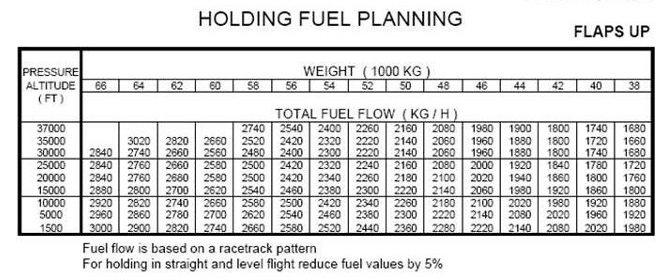 HOLDING FUEL PLANNING
FLAPS UP
PRESSURE ALTITUDE ( FT )
WEIGHT ( 1000 KG )
66 64 62 60 58 56 54 52 50 48 46 44 42 40 38
TOTAL FUEL FLOW ( KG / H )
37000 2740 2540 2400 2260 2160 2080 1980 1900 1800 1740 1680
35000 3020 2820 2660 2520 2420 2320 2220 2140 2060 1960 1880 1800 1720 1660
30000 2840 2740 2660 2560 2480 2400 2300 2220 2140 2060 1960 1880 1800 1740 1680
25000 2840 2760 2660 2580 2500 2420 2320 2240 2160 2080 2000 1920 1840 1780 1720
20000 2840 2760 2680 2580 2500 2420 2340 2260 2180 2100 2020 1940 1860 1800 1760
15000 2880 2800 2700 2620 2540 2460 2380 2300 2220 2140 2060 1980 1920 1860 1800
10000 2920 2820 2740 2660 2580 2500 2420 2340 2260 2180 2100 2020 1980 1920 1880
5000 2960 2860 2780 2700 2620 2540 2460 2380 2300 2220 2140 2080 2020 1960 1920
1500 3000 2900 2820 2740 2660 2580 2520 2440 2360 2280 2220 2140 2080 2020 1980
Fuel flow is based on a racetrack pattern
For holding in straight and level flight reduce fuel values by 5%